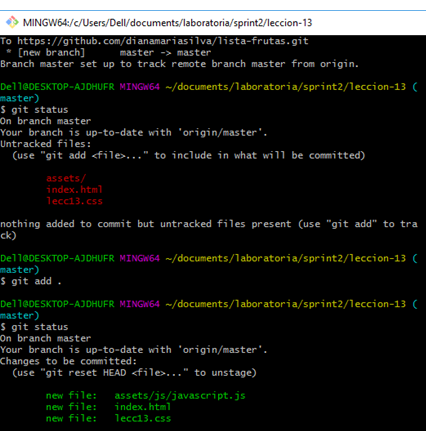 MINGW64:/c/Users/Dell/documents/laboratoria/sprint2/leccion-13
To https://github.com/dianamariasilva/lista-frutas.git
 * [new branch]      master -> master
Branch master set up to track remote branch master from origin.
Dell@DESKTOP-AJDHUFR MINGW64 ~/documents/laboratoria/sprint2/leccion-13 (
master)
$ git status
On branch master
Your branch is up-to-date with 'origin/master'.
Untracked files:
  (use "git add <file>..." to include in what will be committed)
        assets/
        index.html
        lecc13.css
nothing added to commit but untracked files present (use "git add" to tra
ck)
Dell@DESKTOP-AJDHUFR MINGW64 ~/documents/laboratoria/sprint2/leccion-13 (
master)
$ git add .
Dell@DESKTOP-AJDHUFR MINGW64 ~/documents/laboratoria/sprint2/leccion-13 (
master)
$ git status
On branch master
Your branch is up-to-date with 'origin/master'.
Changes to be committed:
  (use "git reset HEAD <file>..." to unstage)
        new file:   assets/js/javascript.js
        new file:   index.html
        new file:   lecc13.css